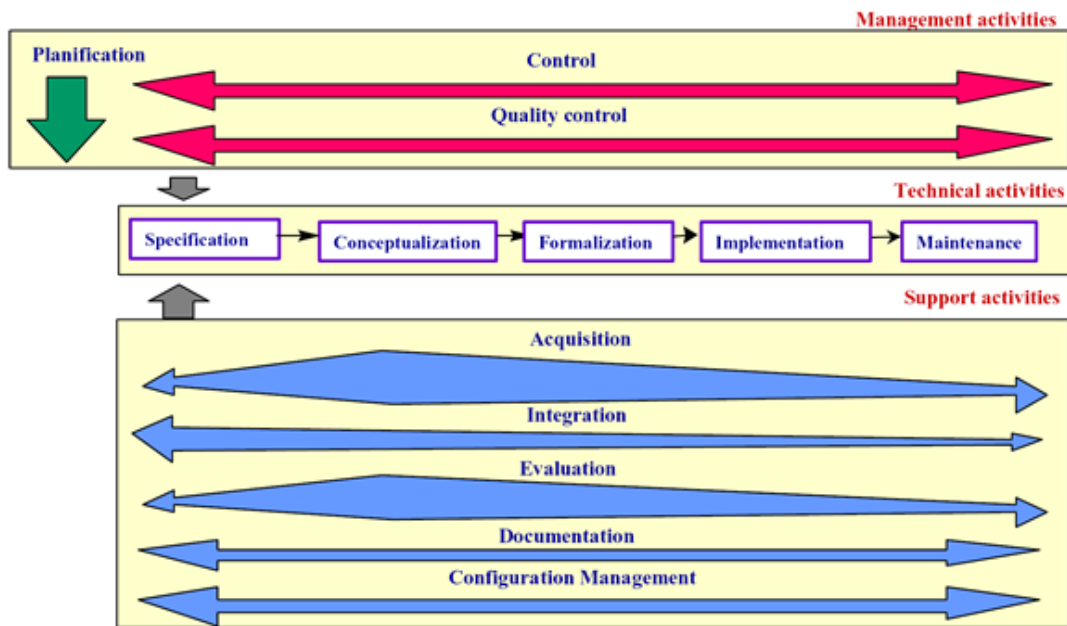 Management activities
Planification
Control
Quality control
Technical activities
Specification
Conceptualization
Formalization
Implementation
Maintenance
Support activities
Acquisition
Integration
Evaluation
Documentation
Configuration Management